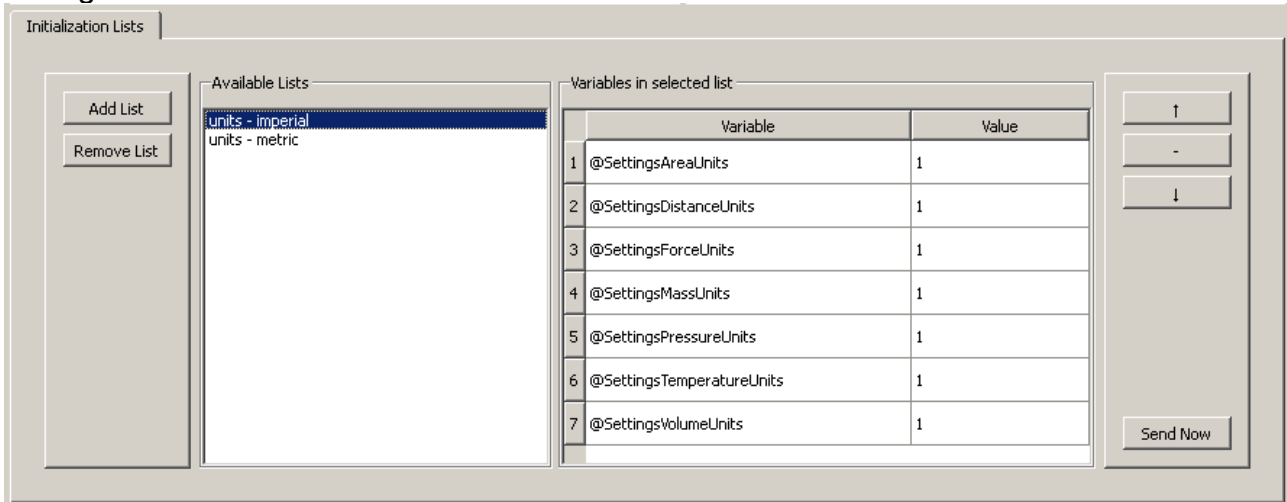 Initialization Lists
Add List
Remove List
Available Lists
units - imperial
units - metric
Variables in selected list
Variable Value
1 @SettingsAreaUnits 1
2 @SettingsDistanceUnits 1
3 @SettingsForceUnits 1
4 @SettingsMassUnits 1
5 @SettingsPressureUnits 1
6 @SettingsTemperatureUnits 1
7 @SettingsVolumeUnits 1
↑
-
↓
Send Now